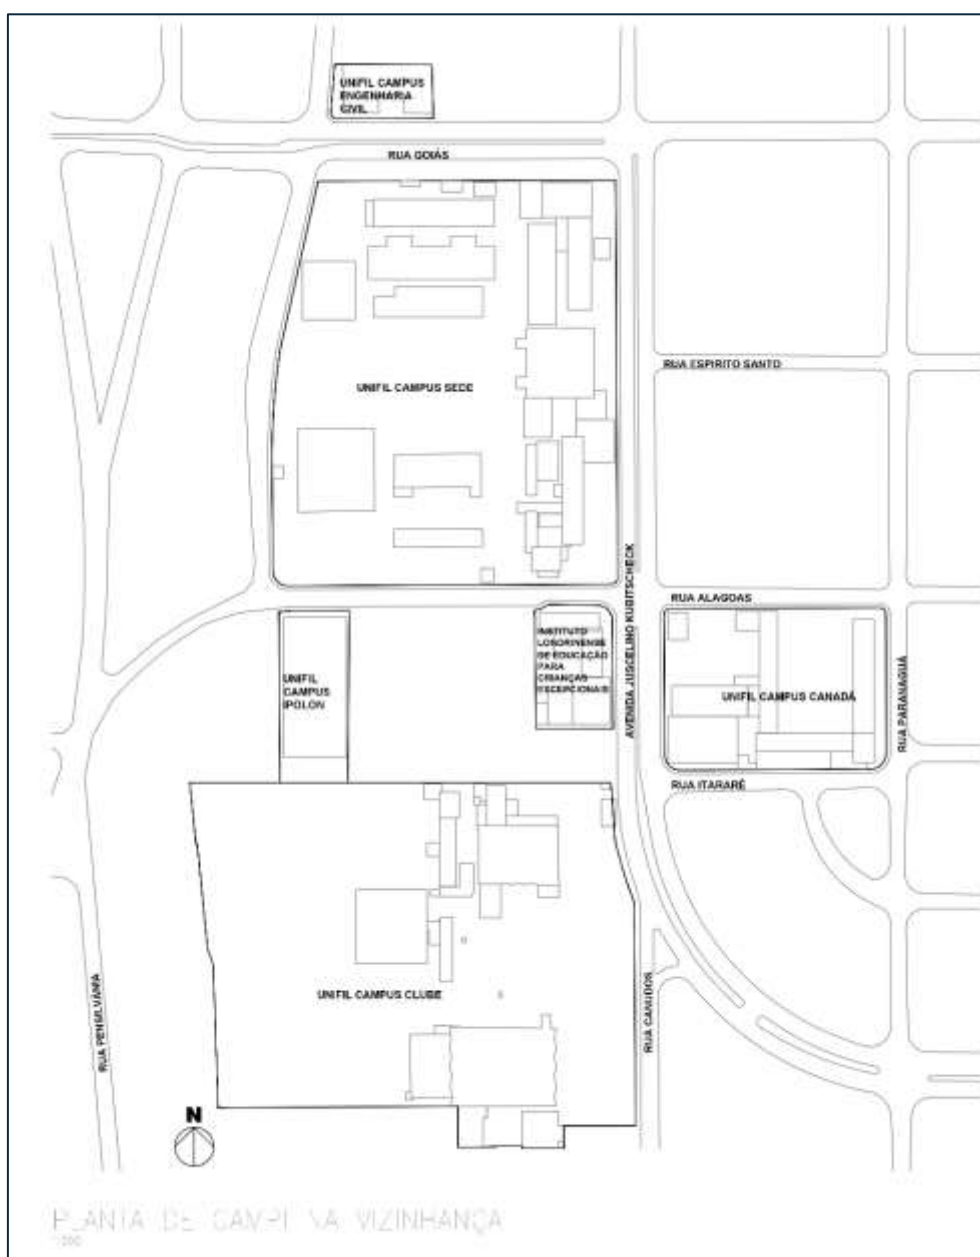 UNIFIL CAMPUS
ENGENHARIA
CIVIL
RUA GOIÁS
RUA ESPIRITO SANTO
UNIFIL CAMPUS SEDE
AVENIDA JUSCELINO KUBITSCHECK
RUA ALAGOAS
INSTITUTO
LONDRINENSE
DE EDUCAÇÃO
PARA
CRIANÇAS
EXCEPCIONAIS
UNIFIL
CAMPUS
IPOLON
UNIFIL CAMPUS CANADÁ
RUA PARANAGUÁ
RUA ITARARÉ
UNIFIL CAMPUS CLUBE
RUA PENSILVÂNIA
RUA CANUDOS
N
PLANTA DE CAMPI NA VIZINHANÇA